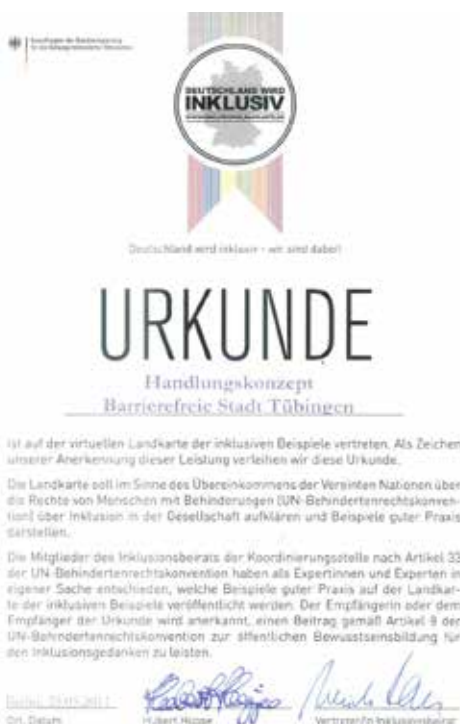 DEUTSCHLAND WIRD
INKLUSIV
Deutschland wird inklusiv – wir sind dabei!
URKUNDE
Handlungskonzept
Barrierefreie Stadt Tübingen
ist auf der virtuellen Landkarte der inklusiven Beispiele vertreten. Als Zeichen
unserer Anerkennung dieser Leistung verleihen wir diese Urkunde.
Die Landkarte soll im Sinne des Übereinkommens der Vereinten Nationen über
die Rechte von Menschen mit Behinderungen (UN-Behindertenrechtskonven-
tion) über Inklusion in der Gesellschaft aufklären und Beispiele guter Praxis
darstellen.
Die Mitglieder des Inklusionsbeirats der Koordinierungsstelle nach Artikel 33
der UN-Behindertenrechtskonvention haben als Expertinnen und Experten in
eigener Sache entschieden, welche Beispiele guter Praxis auf der Landkar-
te der inklusiven Beispiele veröffentlicht werden. Der Empfängerin oder dem
Empfänger der Urkunde wird anerkannt, einen Beitrag gemäß Artikel 8 der
UN-Behindertenrechtskonvention zur öffentlichen Bewusstseinsbildung für
den Inklusionsgedanken zu leisten.
Berlin,
Ort, Datum
Hubert Hüppe
Vertreter/in Inklusionsbeirat